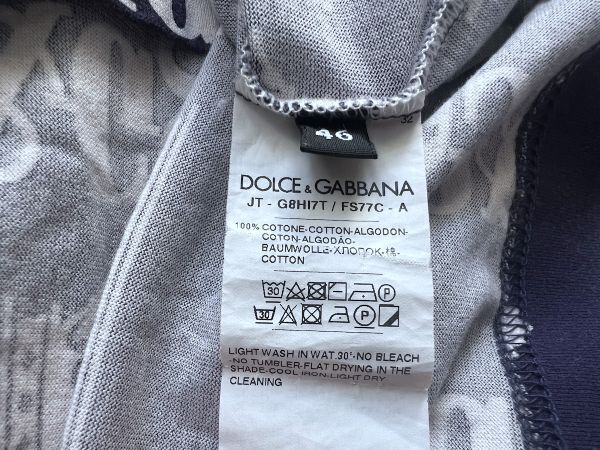 46
32
DOLCE & GABBANA
JT - G8HI7T / FS77C - A
100% COTONE-COTTON-ALGODON-
COTON-ALGODÃO-
BAUMWOLLE-ХЛОПОК-棉-
COTTON
30 P
30 P
LIGHT WASH IN WAT.30°-NO BLEACH
-NO TUMBLER-FLAT DRYING IN THE
SHADE-COOL IRON-LIGHT DRY
CLEANING